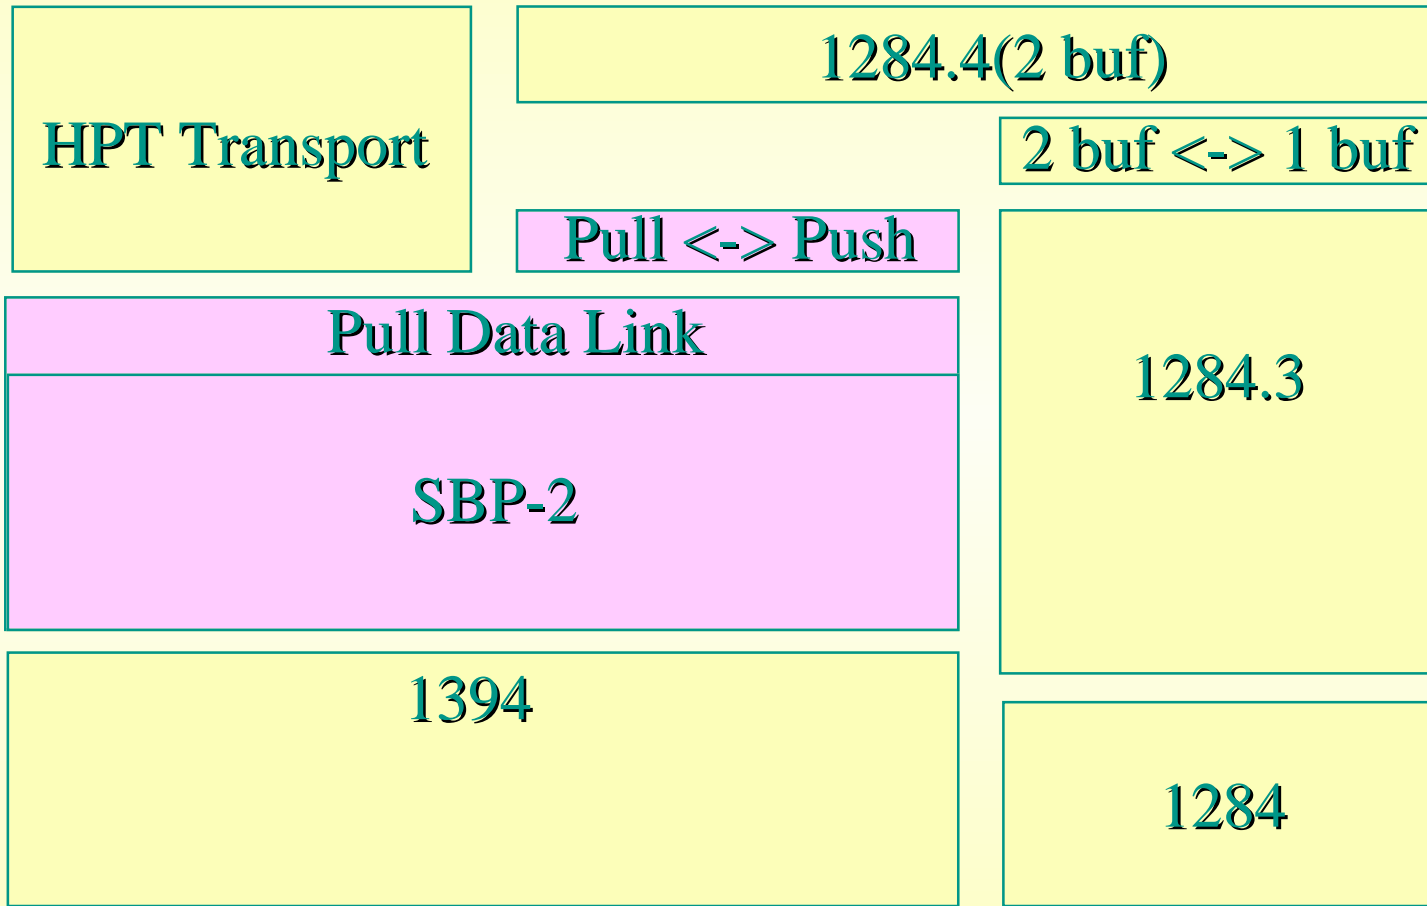 1284.4(2 buf)
HPT Transport
2 buf <-> 1 buf
Pull <-> Push
Pull Data Link
1284.3
SBP-2
1394
1284